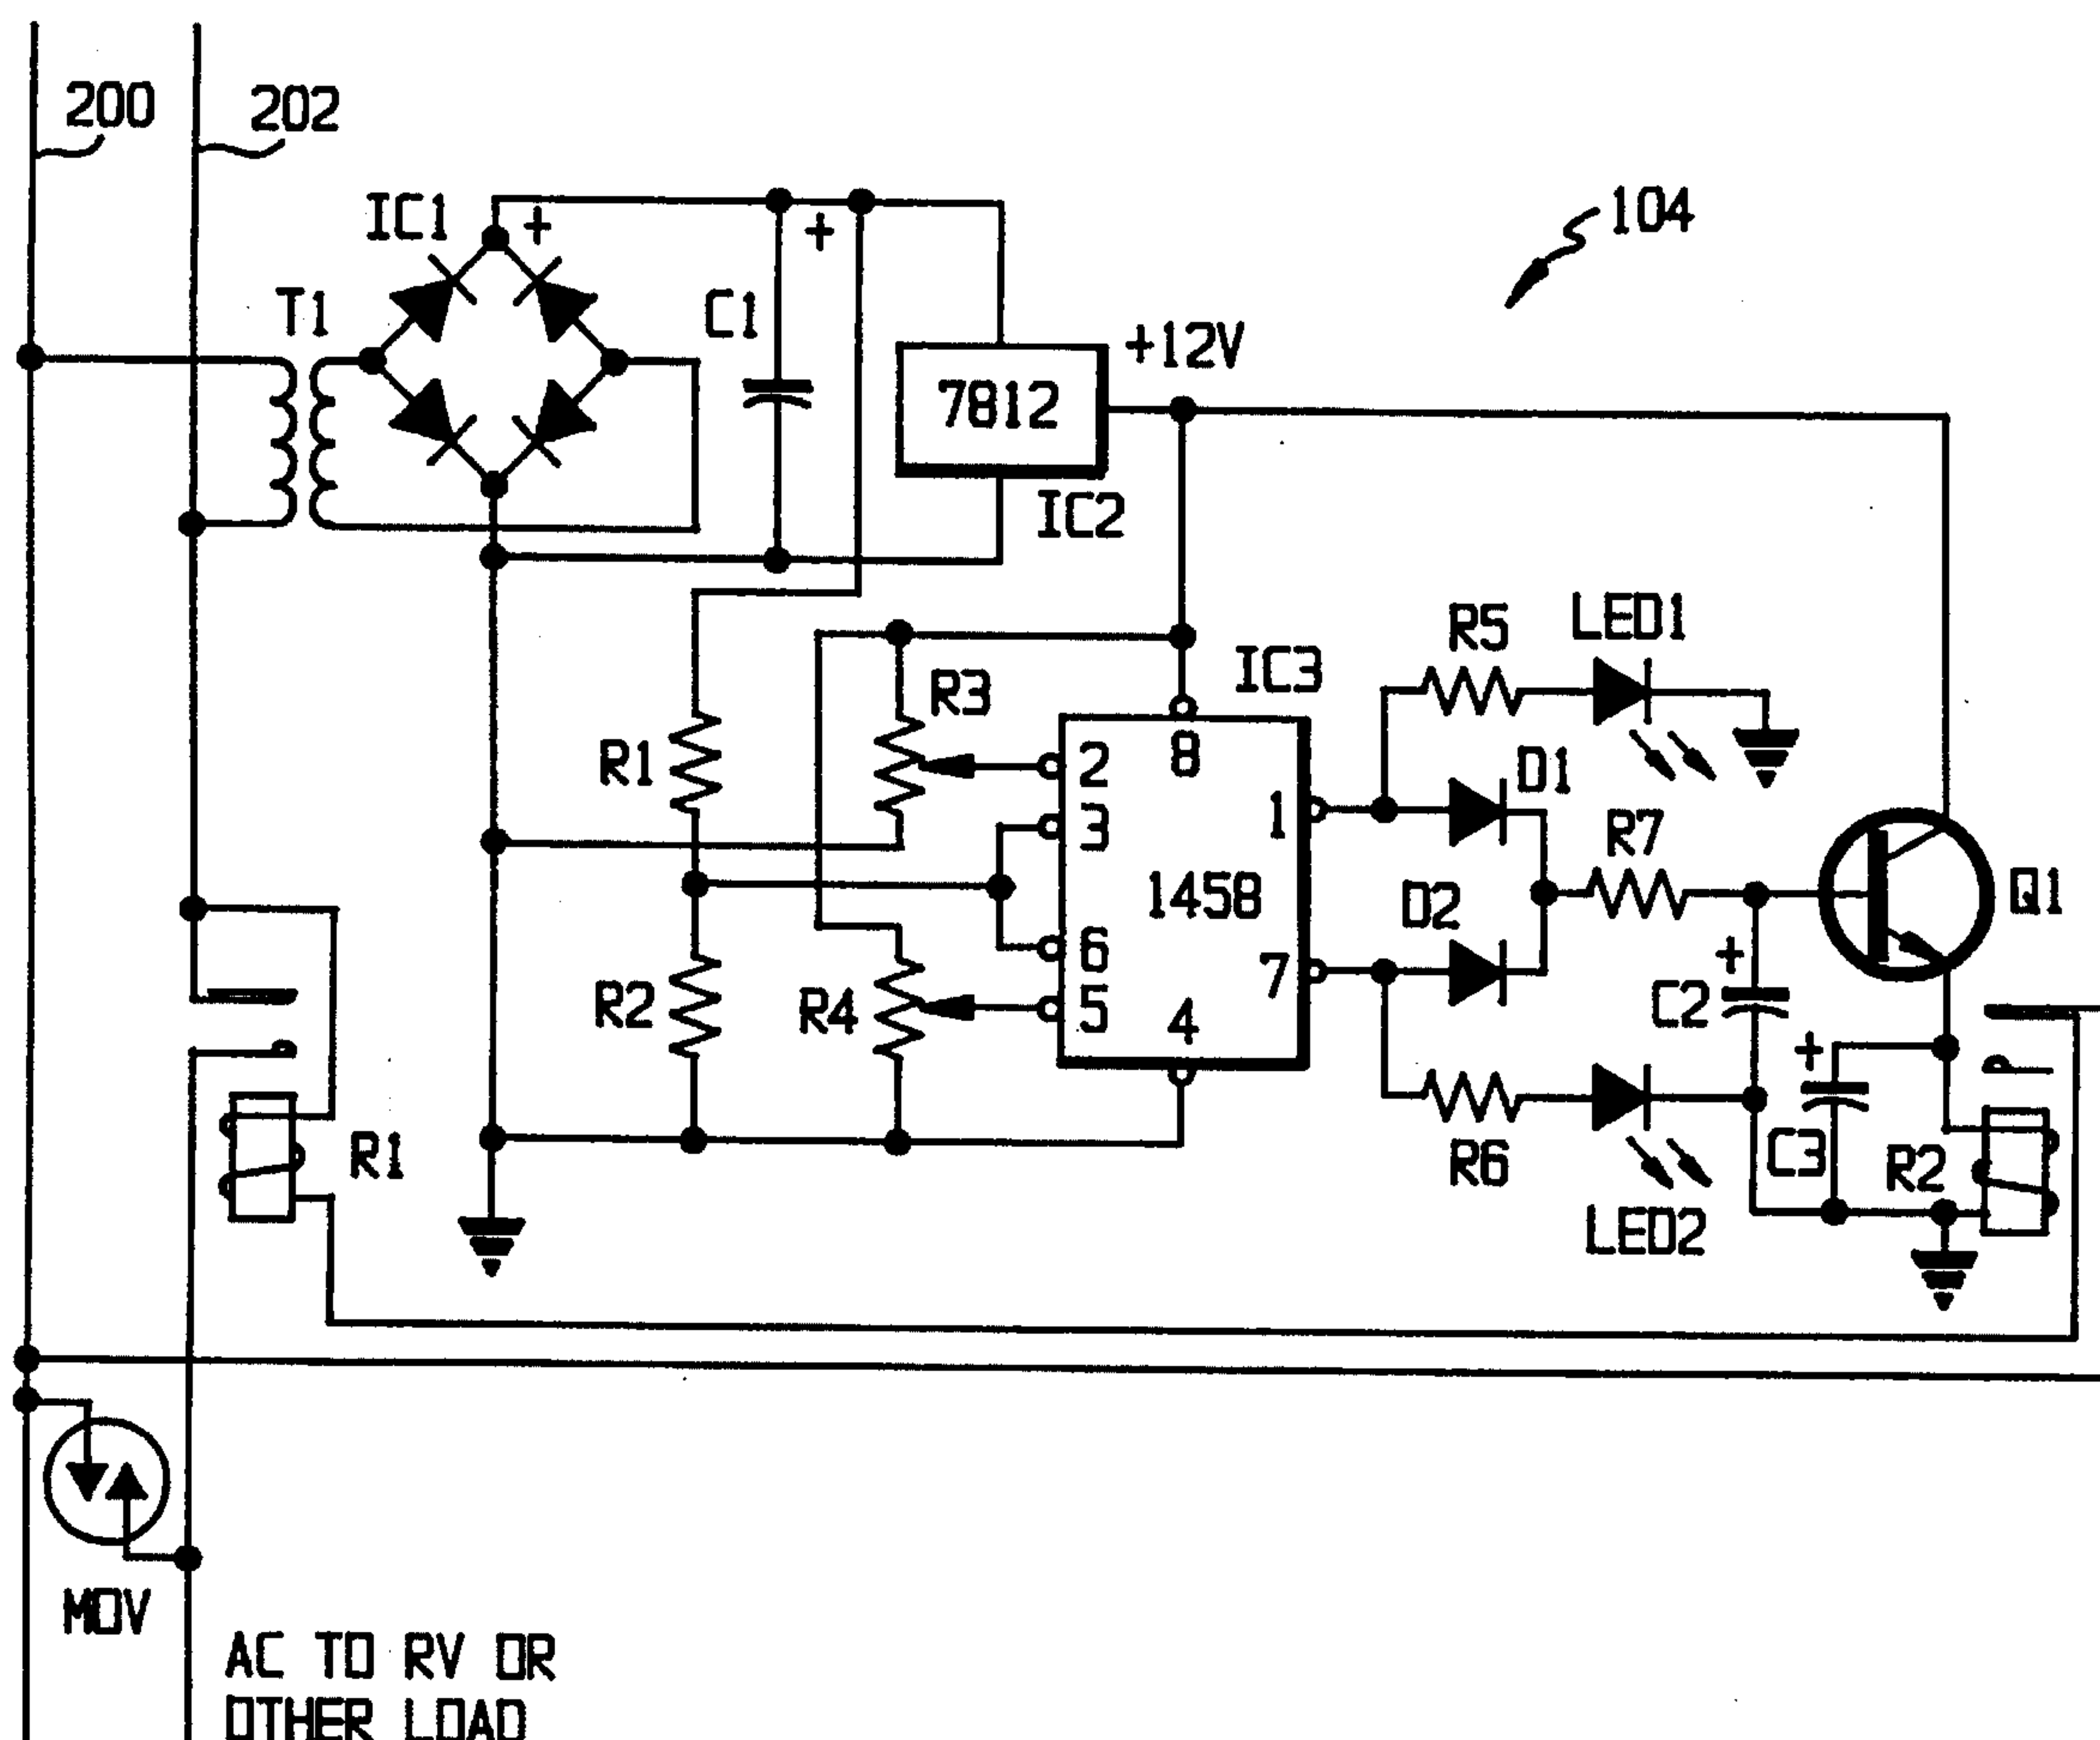 200
202
104
IC1
+
+
T1
C1
+12V
7812
IC2
R5
LED1
IC3
R3
R1
2
8
D1
3
1
R7
1458
D2
Q1
6
7
+
R2
R4
5
4
C2
+
R1
R6
C3
R2
LED2
MOV
AC TO RV OR
OTHER LOAD